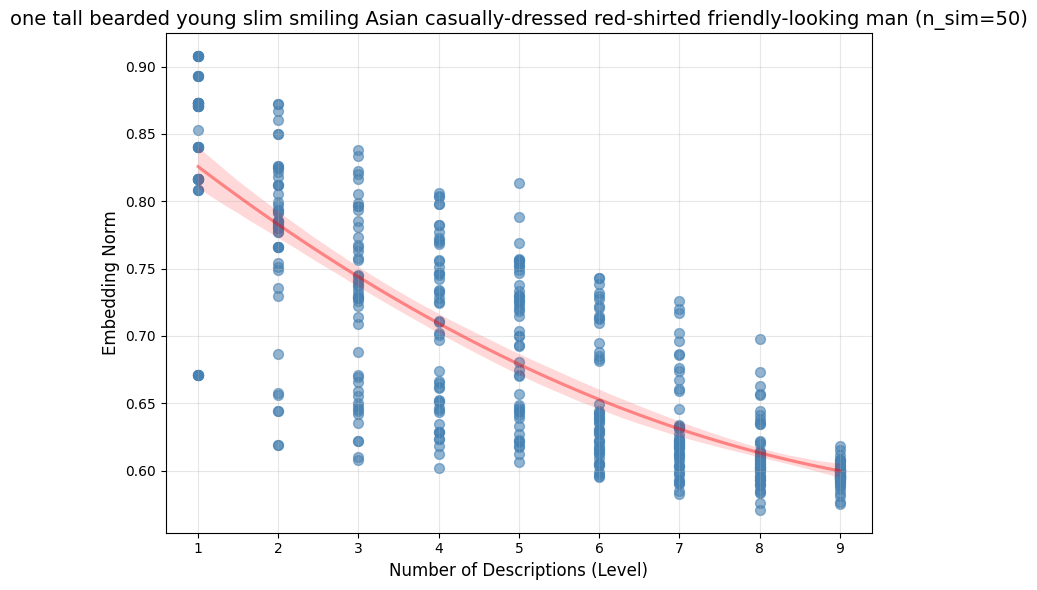 one tall bearded young slim smiling Asian casually-dressed red-shirted friendly-looking man (n_sim=50)
0.90
0.85
0.80
0.75
0.70
0.65
0.60
Embedding Norm
1 2 3 4 5 6 7 8 9
Number of Descriptions (Level)